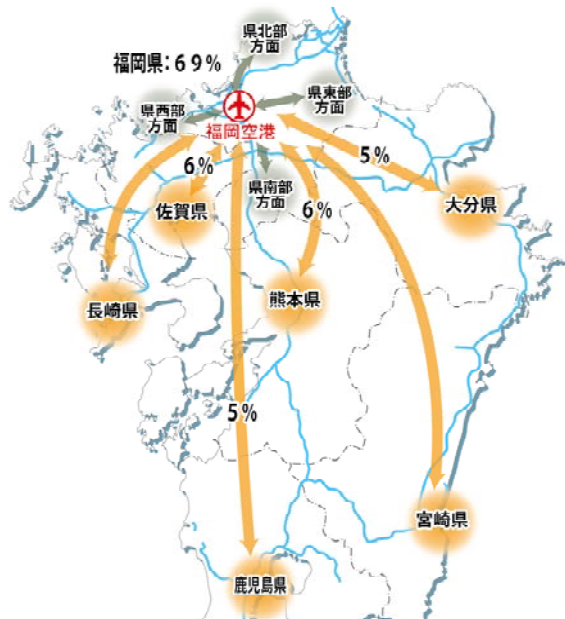 県北部
方面
福岡県：69%
県西部
方面
県東部
方面
福岡空港
6%
県南部
方面
5%
佐賀県
6%
大分県
長崎県
熊本県
5%
宮崎県
鹿児島県